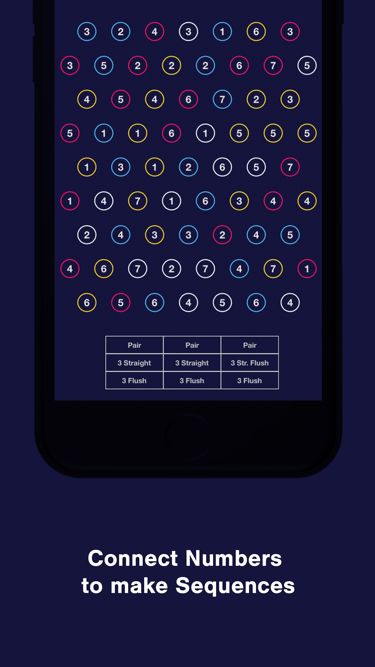 3 2 4 3 1 6 3
3 5 2 2 2 6 7 5
4 5 4 6 7 2 3
5 1 1 6 1 5 5 5
1 3 1 2 6 5 7
1 4 7 1 6 3 4 4
2 4 3 3 2 4 5
4 6 7 2 7 4 7 1
6 5 6 4 5 6 4
Pair Pair Pair
3 Straight 3 Straight 3 Str. Flush
3 Flush 3 Flush 3 Flush
Connect Numbers
to make Sequences